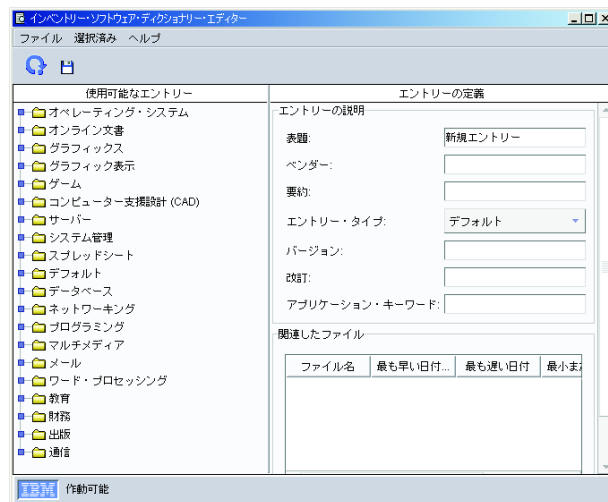 インベントリー・ソフトウェア・ディクショナリー・エディター
ファイル 選択済み ヘルプ
使用可能なエントリー
オペレーティング・システム
オンライン文書
グラフィックス
グラフィック表示
ゲーム
コンピューター支援設計 (CAD)
サーバー
システム管理
スプレッドシート
デフォルト
データベース
ネットワーキング
プログラミング
マルチメディア
メール
ワード・プロセッシング
教育
財務
出版
通信
エントリーの定義
エントリーの説明
表題: 新規エントリー
ベンダー:
要約:
エントリー・タイプ: デフォルト
バージョン:
改訂:
アプリケーション・キーワード:
関連したファイル
ファイル名 最も早い日付... 最も遅い日付 最小ま
IBM 作動可能